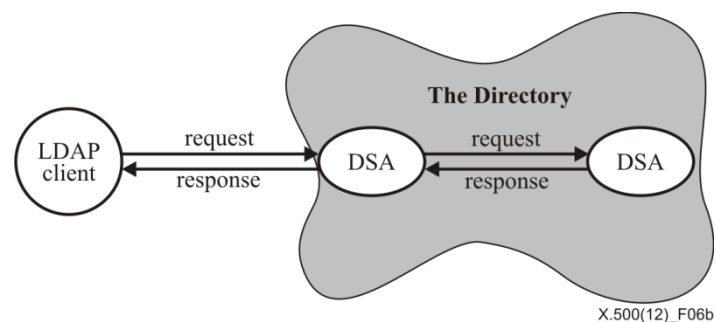 The Directory
request
request
LDAP
client
DSA
DSA
response
response
X.500(12)_F06b